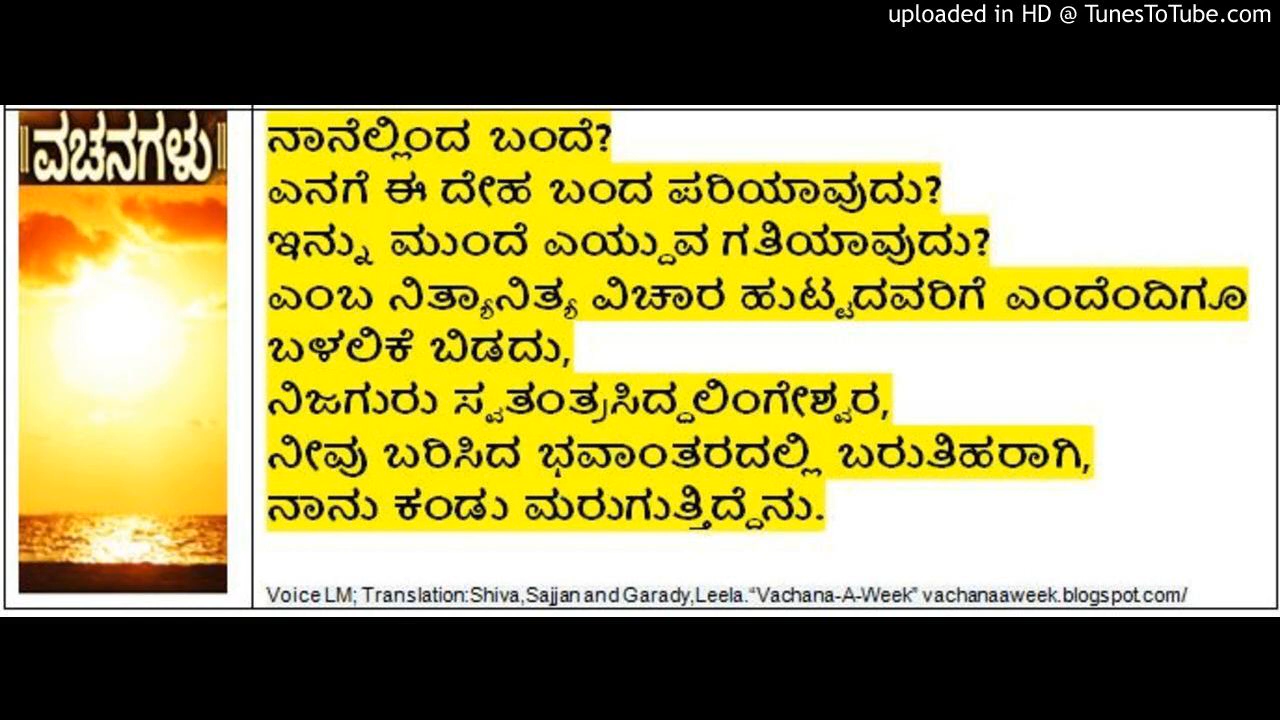 uploaded in HD @ TunesToTube.com
॥ವಚನಗಳು॥
ನಾನೆಲ್ಲಿಂದ ಬಂದೆ?
ಎನಗೆ ಈ ದೇಹ ಬಂದ ಪರಿಯಾವುದು?
ಇನ್ನು ಮುಂದೆ ಎಯ್ದುವ ಗತಿಯಾವುದು?
ಎಂಬ ನಿತ್ಯಾನಿತ್ಯ ವಿಚಾರ ಹುಟ್ಟದವರಿಗೆ ಎಂದೆಂದಿಗೂ
ಬಳಲಿಕೆ ಬಿಡದು,
ನಿಜಗುರು ಸ್ವತಂತ್ರಸಿದ್ದಲಿಂಗೇಶ್ವರ,
ನೀವು ಬರಿಸಿದ ಭವಾಂತರದಲ್ಲಿ ಬರುತಿಹರಾಗಿ,
ನಾನು ಕಂಡು ಮರುಗುತ್ತಿದ್ದೆನು.
Voice LM; Translation:Shiva,Sajjan and Garady,Leela.“Vachana-A-Week” vachanaaweek.blogspot.com/